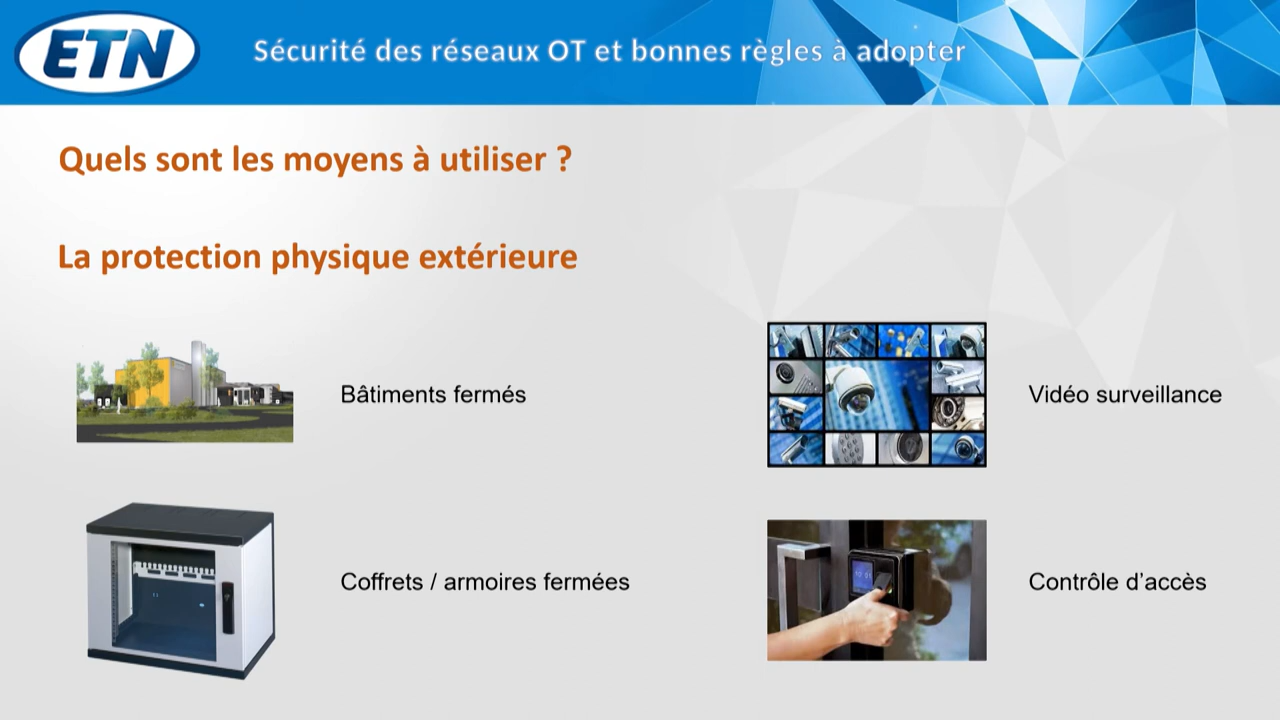 ETN
Sécurité des réseaux OT et bonnes règles à adopter
Quels sont les moyens à utiliser ?
La protection physique extérieure
Bâtiments fermés
Vidéo surveillance
Coffrets / armoires fermées
Contrôle d’accès